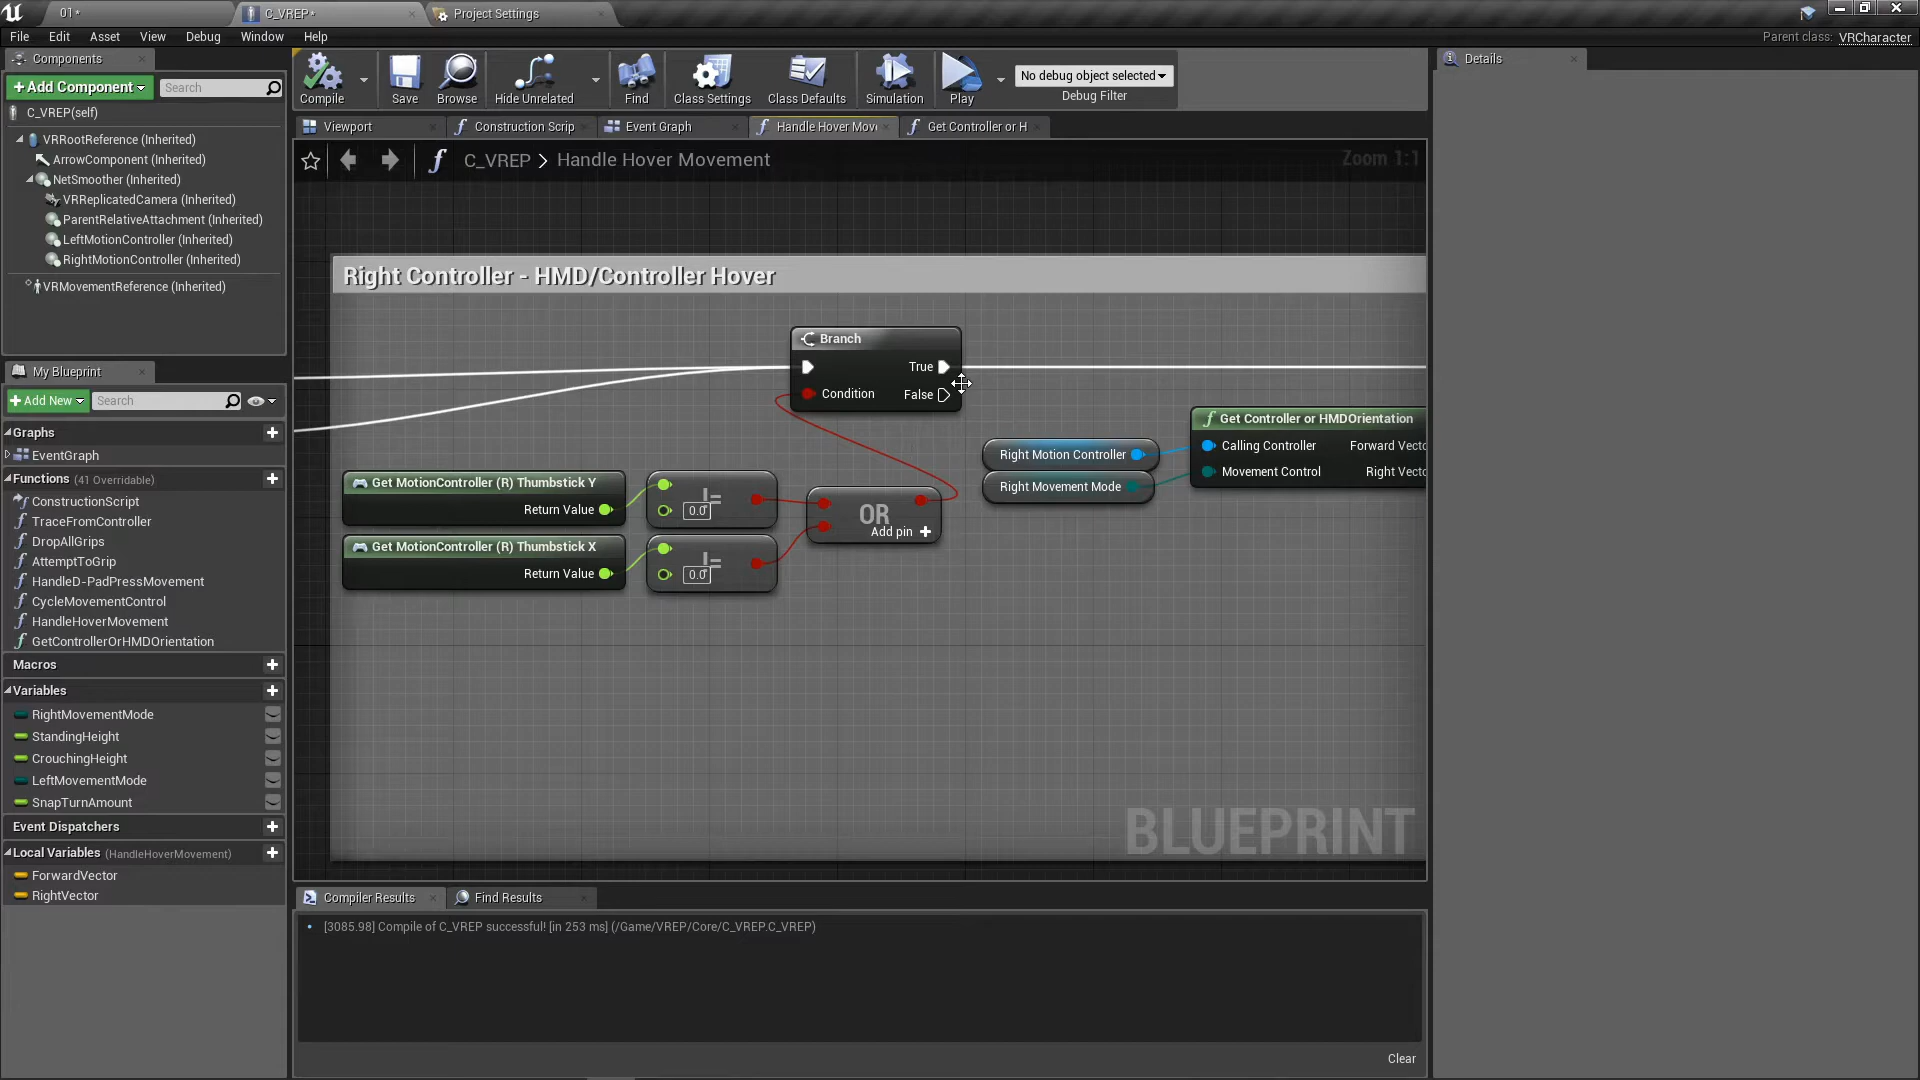 01*
C_VREP*
Project Settings
File Edit Asset View Debug Window Help
Parent class: VRCharacter
Components
+Add Component
Search
C_VREP(self)
VRRootReference (Inherited)
ArrowComponent (Inherited)
NetSmoother (Inherited)
VRReplicatedCamera (Inherited)
ParentRelativeAttachment (Inherited)
LeftMotionController (Inherited)
RightMotionController (Inherited)
VRMovementReference (Inherited)
My Blueprint
+Add New
Search
Graphs
EventGraph
Functions (41 Overridable)
ConstructionScript
TraceFromController
DropAllGrips
AttemptToGrip
HandleD-PadPressMovement
CycleMovementControl
HandleHoverMovement
GetControllerOrHMDOrientation
Macros
Variables
RightMovementMode
StandingHeight
CrouchingHeight
LeftMovementMode
SnapTurnAmount
Event Dispatchers
Local Variables (HandleHoverMovement)
ForwardVector
RightVector
Compile
Save
Browse
Hide Unrelated
Find
Class Settings
Class Defaults
Simulation
Play
No debug object selected
Debug Filter
Viewport
Construction Scrip
Event Graph
Handle Hover Mov
Get Controller or H
C_VREP > Handle Hover Movement
Zoom 1:1
Right Controller - HMD/Controller Hover
Branch
True
Condition
False
Get MotionController (R) Thumbstick Y
Return Value
!=
0.0
Get MotionController (R) Thumbstick X
Return Value
!=
0.0
OR
Add pin +
Right Motion Controller
Right Movement Mode
Get Controller or HMDOrientation
Calling Controller
Forward Vecto
Movement Control
Right Vecto
BLUEPRINT
Compiler Results
Find Results
[3085.98] Compile of C_VREP successful! [in 253 ms] (/Game/VREP/Core/C_VREP.C_VREP)
Clear
Details